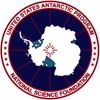 UNITED STATES ANTARCTIC PROGRAM
NATIONAL SCIENCE FOUNDATION